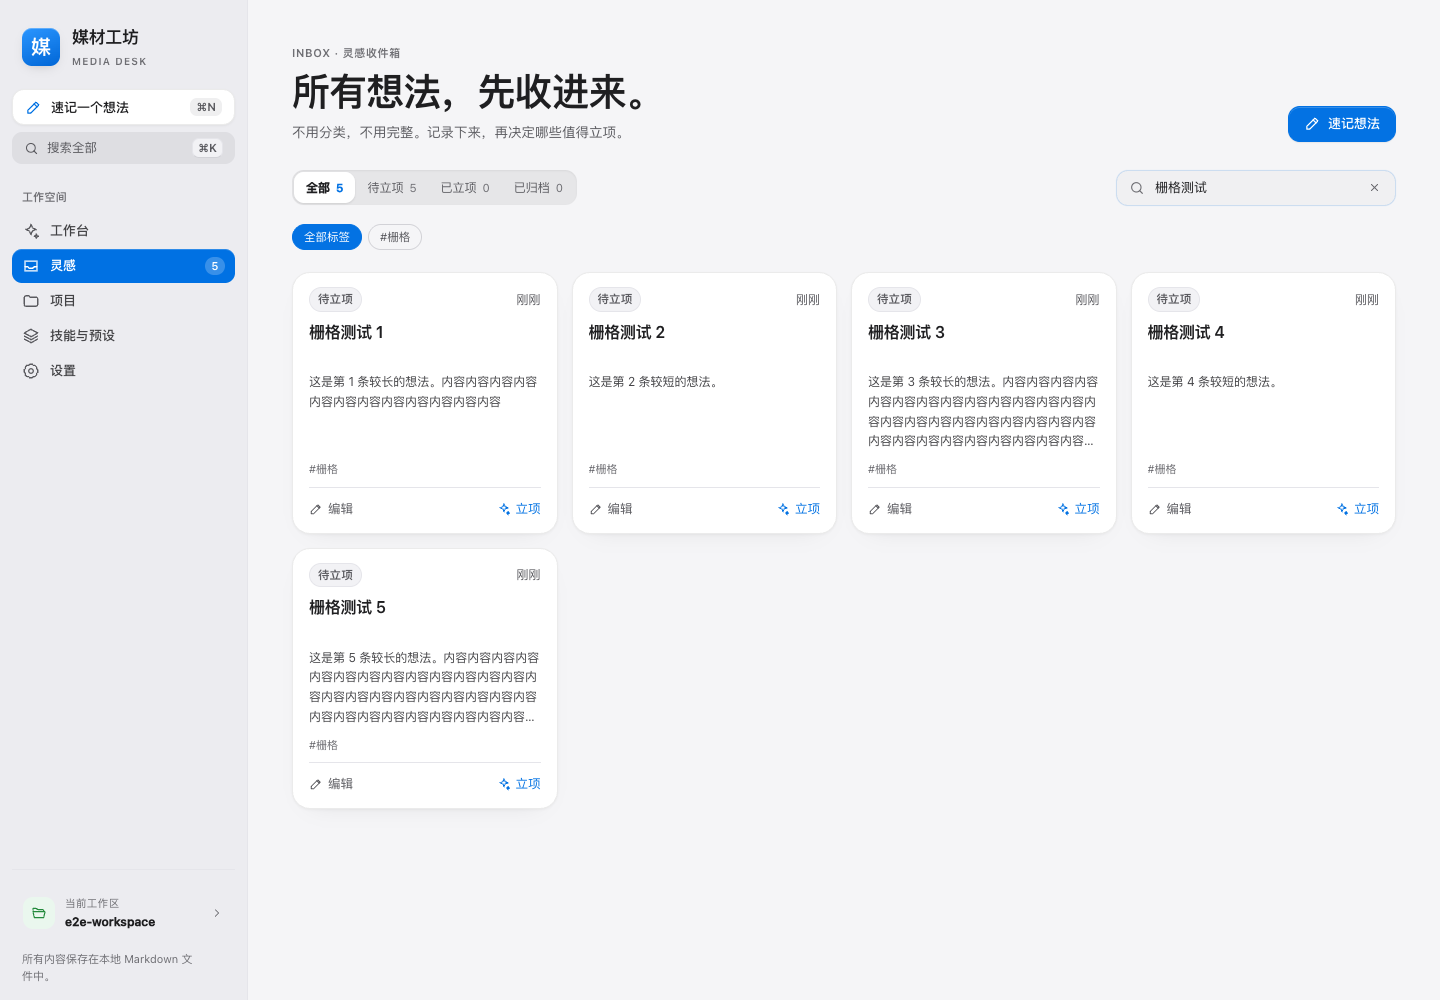 媒
媒材工坊
MEDIA DESK
速记一个想法 ⌘N
搜索全部 ⌘K
工作空间
工作台
灵感 5
项目
技能与预设
设置
当前工作区
e2e-workspace
所有内容保存在本地 Markdown 文
件中。
INBOX · 灵感收件箱
所有想法，先收进来。
不用分类，不用完整。记录下来，再决定哪些值得立项。
速记想法
全部 5 待立项 5 已立项 0 已归档 0
栅格测试
全部标签 #栅格
待立项 刚刚
栅格测试 1
这是第 1 条较长的想法。内容内容内容内容
内容内容内容内容内容内容内容内容
#栅格
编辑 立项
待立项 刚刚
栅格测试 2
这是第 2 条较短的想法。
#栅格
编辑 立项
待立项 刚刚
栅格测试 3
这是第 3 条较长的想法。内容内容内容内容
内容内容内容内容内容内容内容内容内容内
容内容内容内容内容内容内容内容内容内容
内容内容内容内容内容内容内容内容内容...
#栅格
编辑 立项
待立项 刚刚
栅格测试 4
这是第 4 条较短的想法。
#栅格
编辑 立项
待立项 刚刚
栅格测试 5
这是第 5 条较长的想法。内容内容内容内容
内容内容内容内容内容内容内容内容内容内
容内容内容内容内容内容内容内容内容内容
内容内容内容内容内容内容内容内容内容...
#栅格
编辑 立项